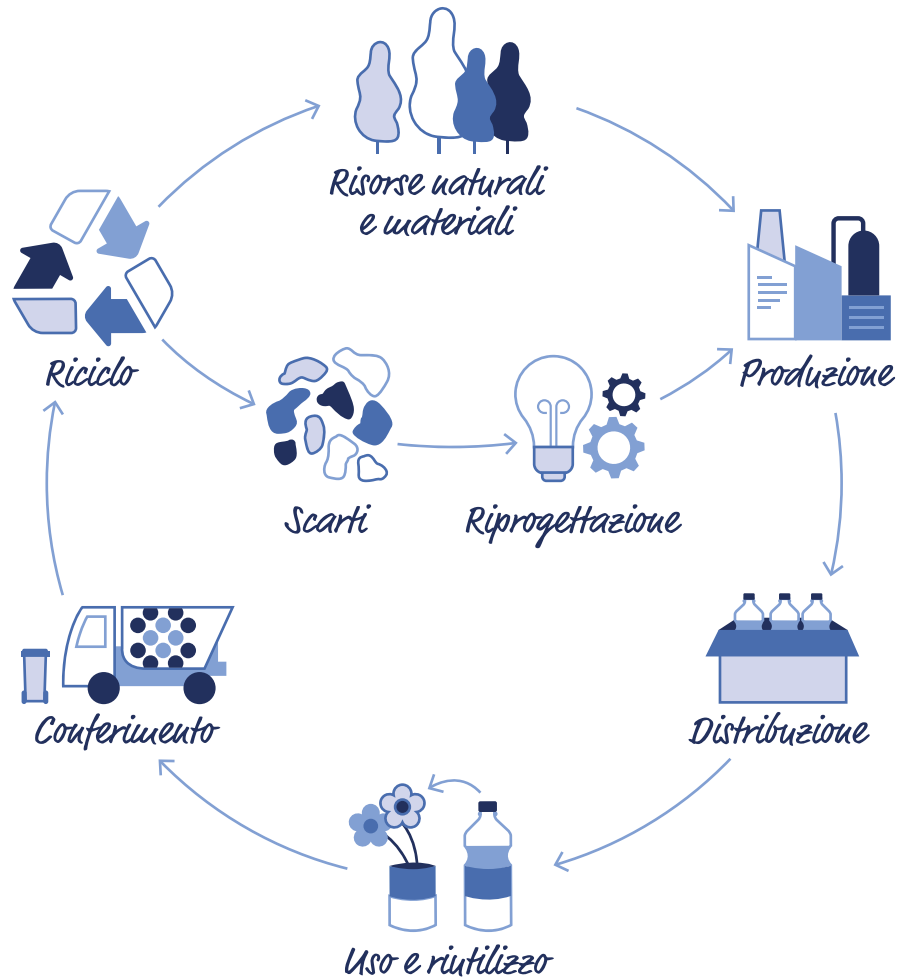 Risorse naturali
e materiali
Riciclo
Produzione
Scarti
Riprogettazione
Conferimento
Distribuzione
Uso e riutilizzo